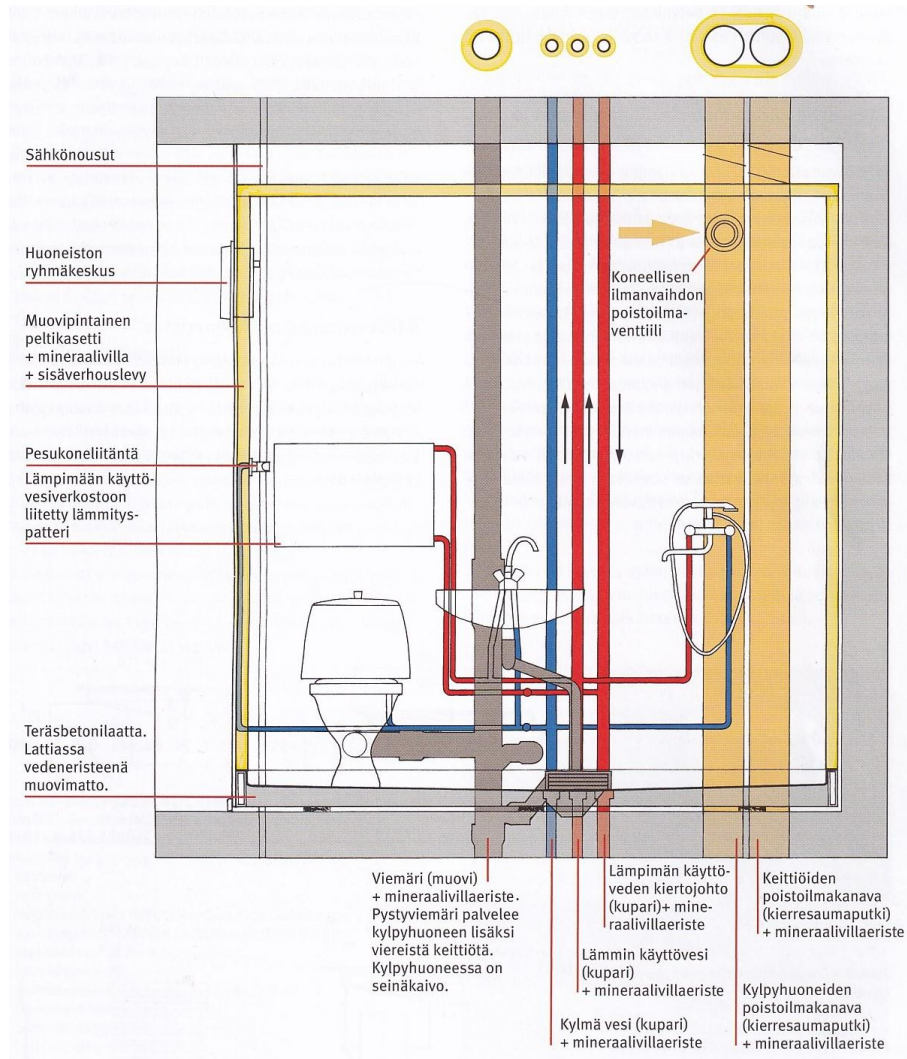 Sähkönousut
Huoneiston
ryhmäkeskus
Muovipintainen
peltikasetti
+ mineraalivilla
+ sisäverhouslevy
Pesukoneliitäntä
Lämpimään käyttö-
vesiverkostoon
liitetty lämmitys-
patteri
Teräsbetonilaatta.
Lattiassa
vedeneristeenä
muovimatto.
Koneellisen
ilmanvaihdon
poistoilma-
venttiili
Viemäri (muovi)
+ mineraalivillaeriste.
Pystyviemäri palvelee
kylpyhuoneen lisäksi
viereistä keittiötä.
Kylpyhuoneessa on
seinäkaivo.
Kylmä vesi (kupari)
+ mineraalivillaeriste
Lämmin käyttövesi
(kupari)
+ mineraalivillaeriste
Lämpimän käyttö-
veden kiertojohto
(kupari)+ mine-
raalivillaeriste
Kylpyhuoneiden
poistoilmakanava
(kierresaumaputki)
+ mineraalivillaeriste
Keittiöiden
poistoilmakanava
(kierresaumaputki)
+ mineraalivillaeriste